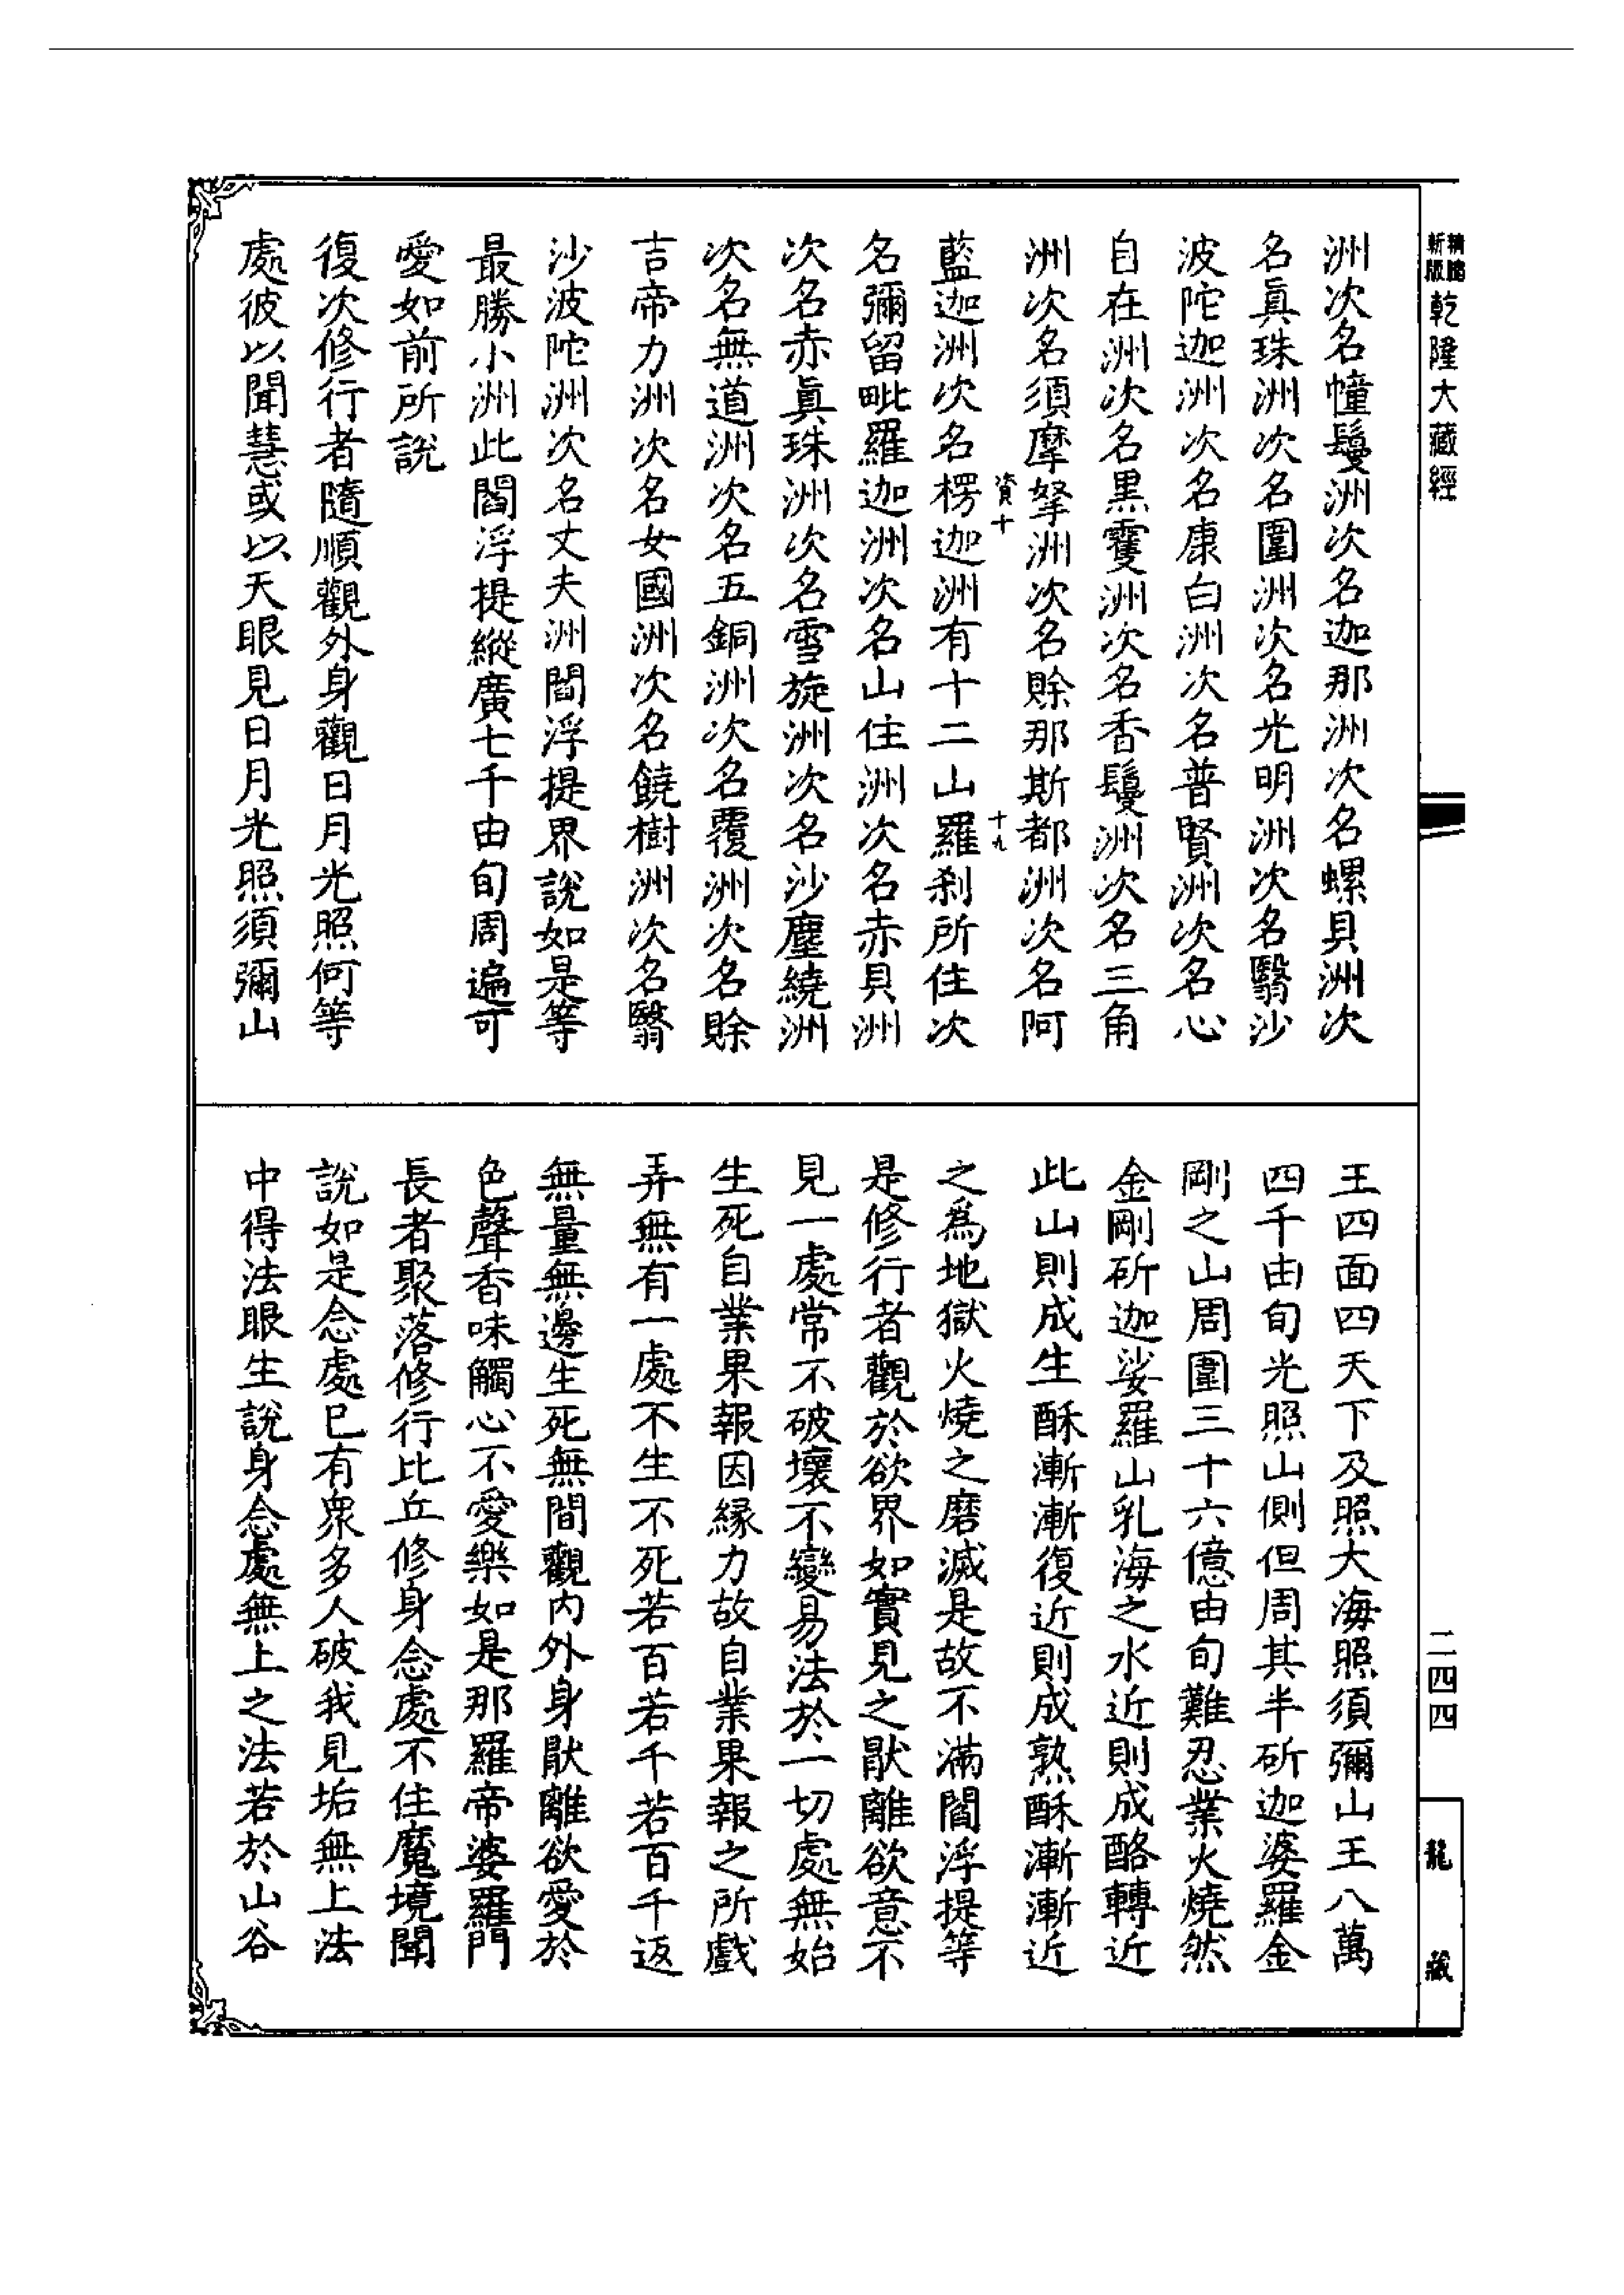 乾隆大藏經
洲次名幢鬘洲次名迦那洲次名螺貝洲次
名眞珠洲次名圍洲次名光明洲次名翳沙
波陀迦洲次名康白洲次名普賢洲次名心
自在洲次名黑䨥洲次名香鬘洲次名三角
洲次名須摩拏洲次名賖那斯都洲次名阿
資十
十九
藍迦洲次名楞迦洲有十二山羅刹所住次
名彌留毗羅迦洲次名山住洲次名赤貝洲
次名赤眞珠洲次名雪旋洲次名沙塵繞洲
次名無道洲次名五銅洲次名覆洲次名賖
吉帝力洲次名女國洲次名饒樹洲次名翳
沙波陀洲次名丈夫洲閻浮提界說如是等
最勝小洲此閻浮提縱廣七千由旬周遍可
愛如前所說
復次修行者隨順觀外身觀日月光照何等
處彼以聞慧或以天眼見日月光照須彌山
王四面四天下及照大海照須彌山王八萬
四千由旬光照山側但周其半斫迦婆羅金
剛之山周圍三十六億由旬難忍業火燒然
金剛斫迦娑羅山乳海之水近則成酪轉近
此山則成生酥漸漸復近則成熟酥漸漸近
之爲地獄火燒之磨滅是故不滿閻浮提等
是修行者觀於欲界如實見之猒離欲意不
見一處常不破壞不變易法於一切處無始
生死自業果報因緣力故自業果報之所戲
弄無有一處不生不死若百若千若百千返
無量無邊生死無間觀內外身猒離欲愛於
色聲香味觸心不愛樂如是那羅帝婆羅門
長者聚落修行比丘修身念處不住魔境聞
說如是念處已有衆多人破我見垢無上法
中得法眼生說身念處無上之法若於山谷
二四四
龍藏